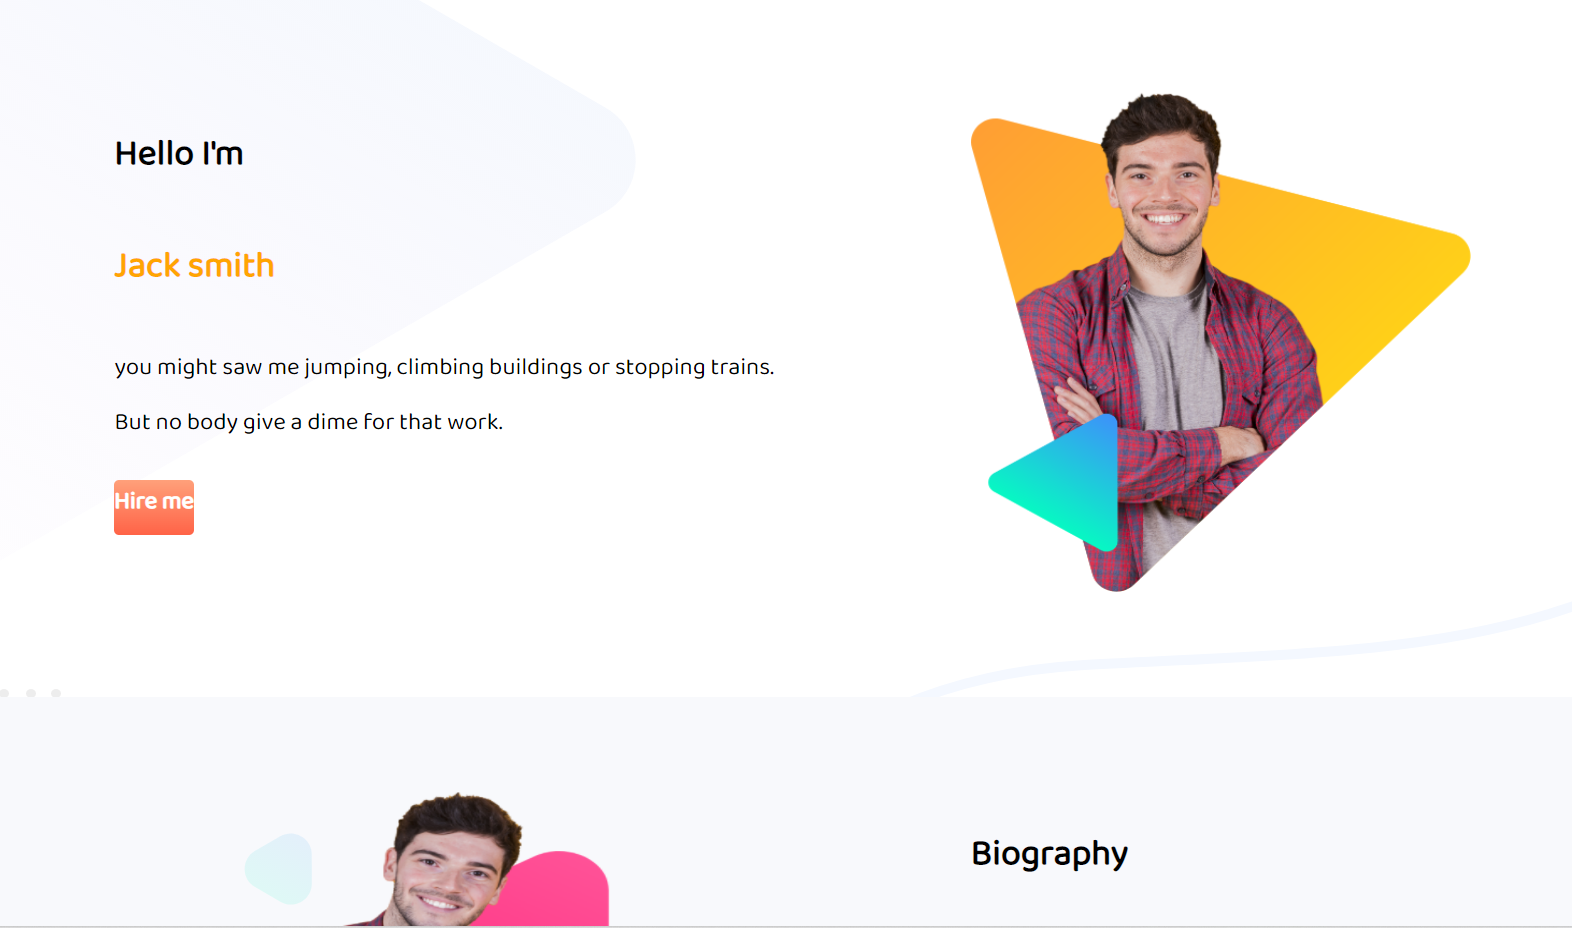 Hello I'm
Jack smith
you might saw me jumping, climbing buildings or stopping trains.
But no body give a dime for that work.
Hire me
Biography